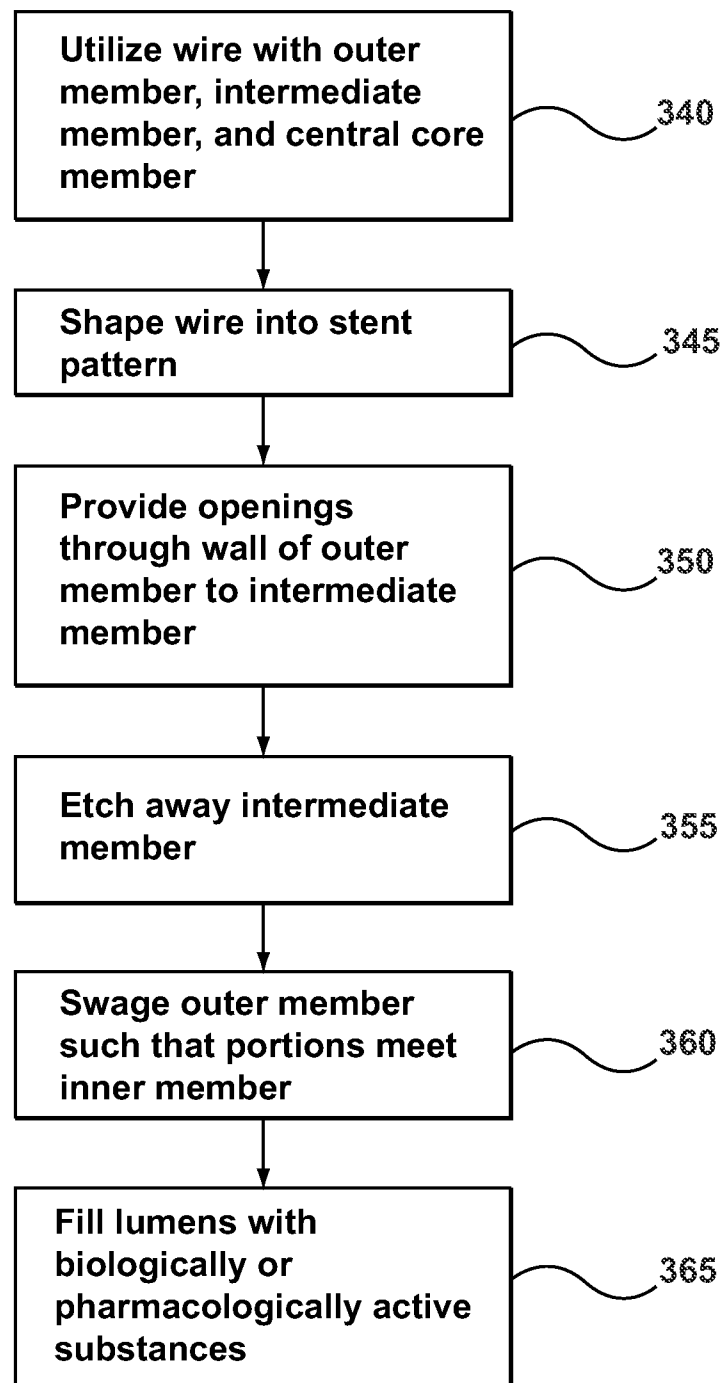 Utilize wire with outer
member, intermediate
member, and central core
member
340
Shape wire into stent
pattern
345
Provide openings
through wall of outer
member to intermediate
member
350
Etch away intermediate
member
355
Swage outer member
such that portions meet
inner member
360
Fill lumens with
biologically or
pharmacologically active
substances
365